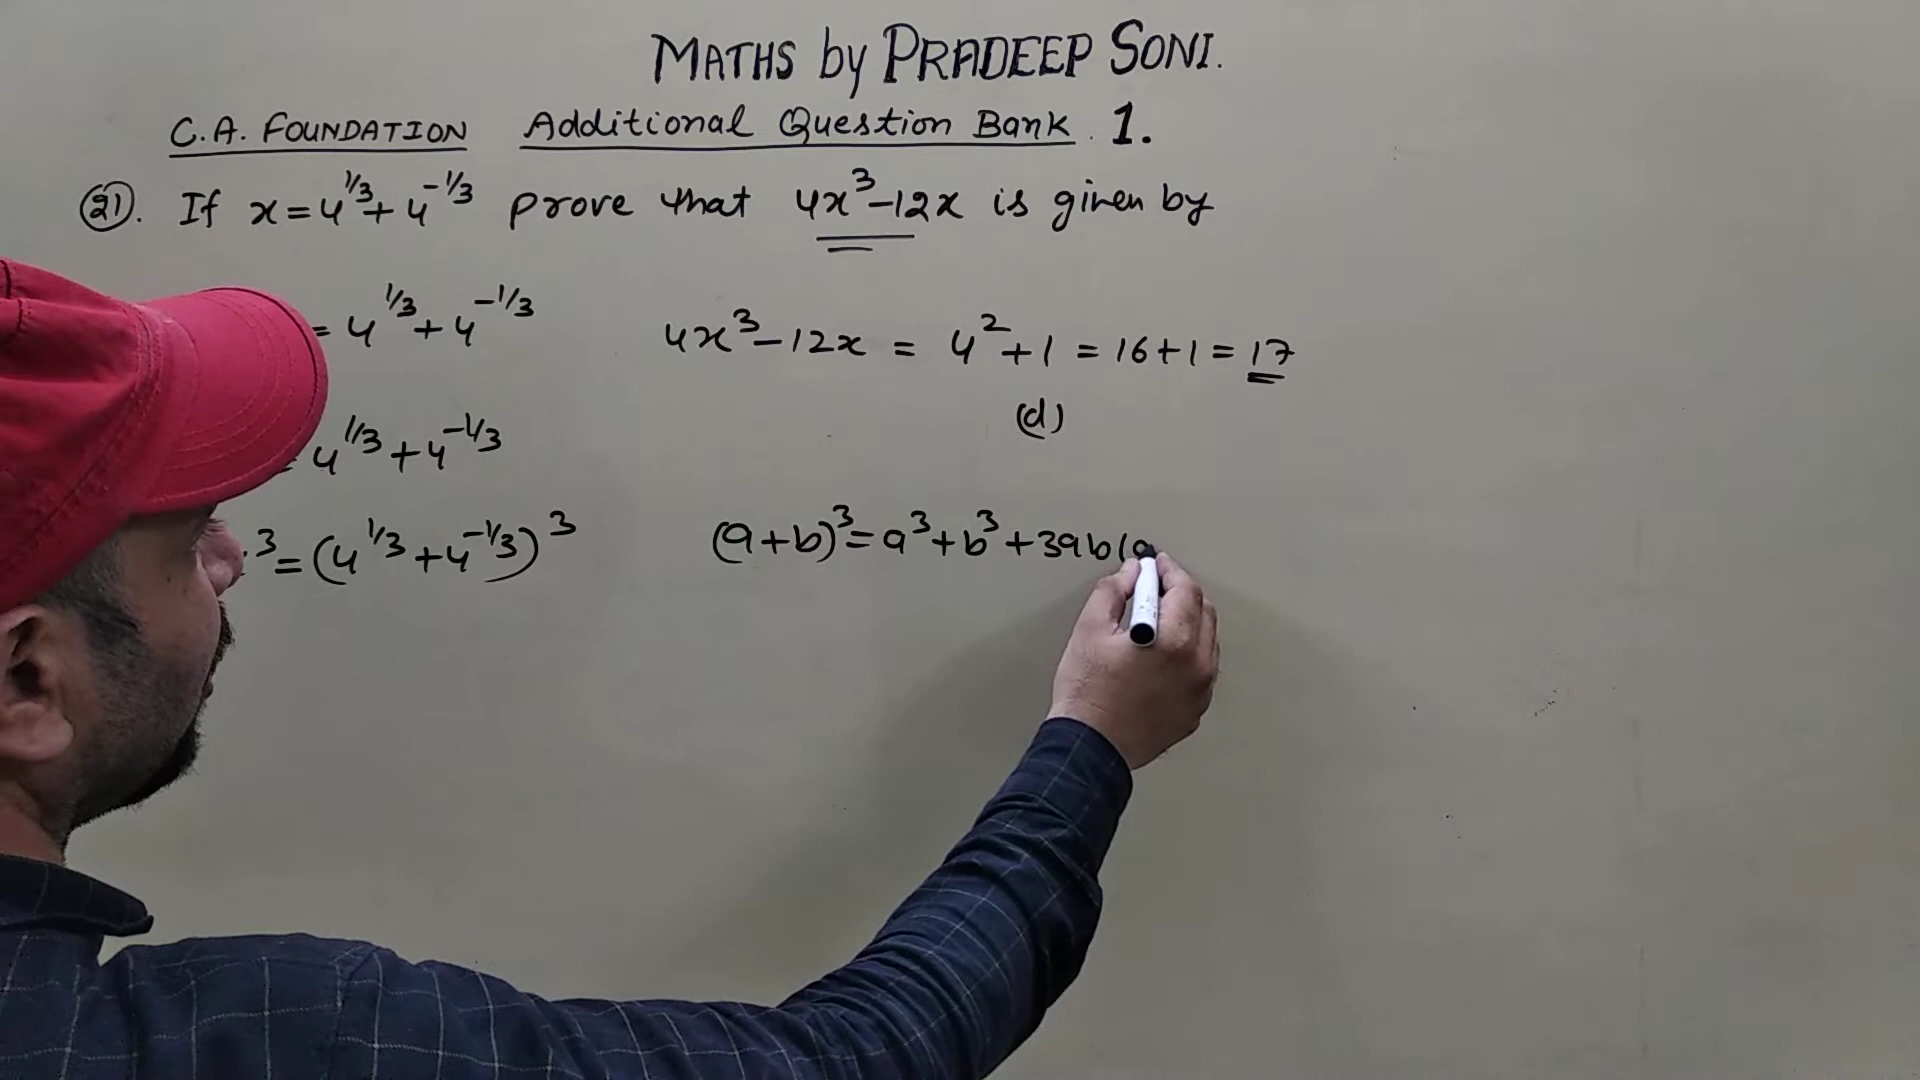 MATHS by PRADEEP SONI.
C.A. FOUNDATION Additional Question Bank. 1.
(21). If x = 4^1/3 + 4^-1/3 prove that 4x^3 - 12x is given by
= 4^1/3 + 4^-1/3
4x^3 - 12x = 4^2 + 1 = 16 + 1 = 17
(d)
= 4^1/3 + 4^-1/3
^3 = (4^1/3 + 4^-1/3)^3
(a+b)^3 = a^3 + b^3 + 3ab(a